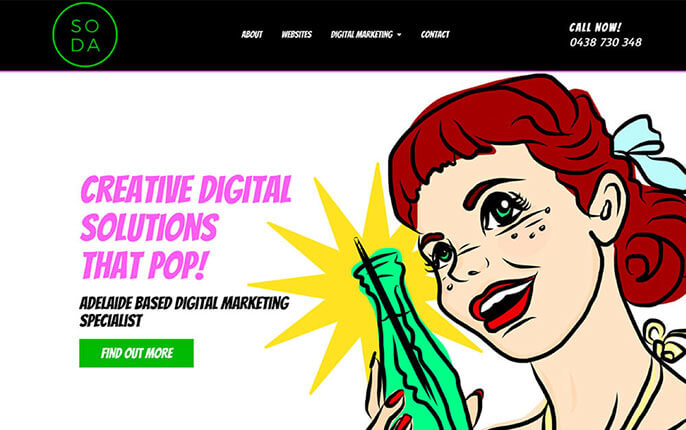 SO
DA
ABOUT
WEBSITES
DIGITAL MARKETING
CONTACT
CALL NOW!
0438 730 348
CREATIVE DIGITAL
SOLUTIONS
THAT POP!
ADELAIDE BASED DIGITAL MARKETING
SPECIALIST
FIND OUT MORE